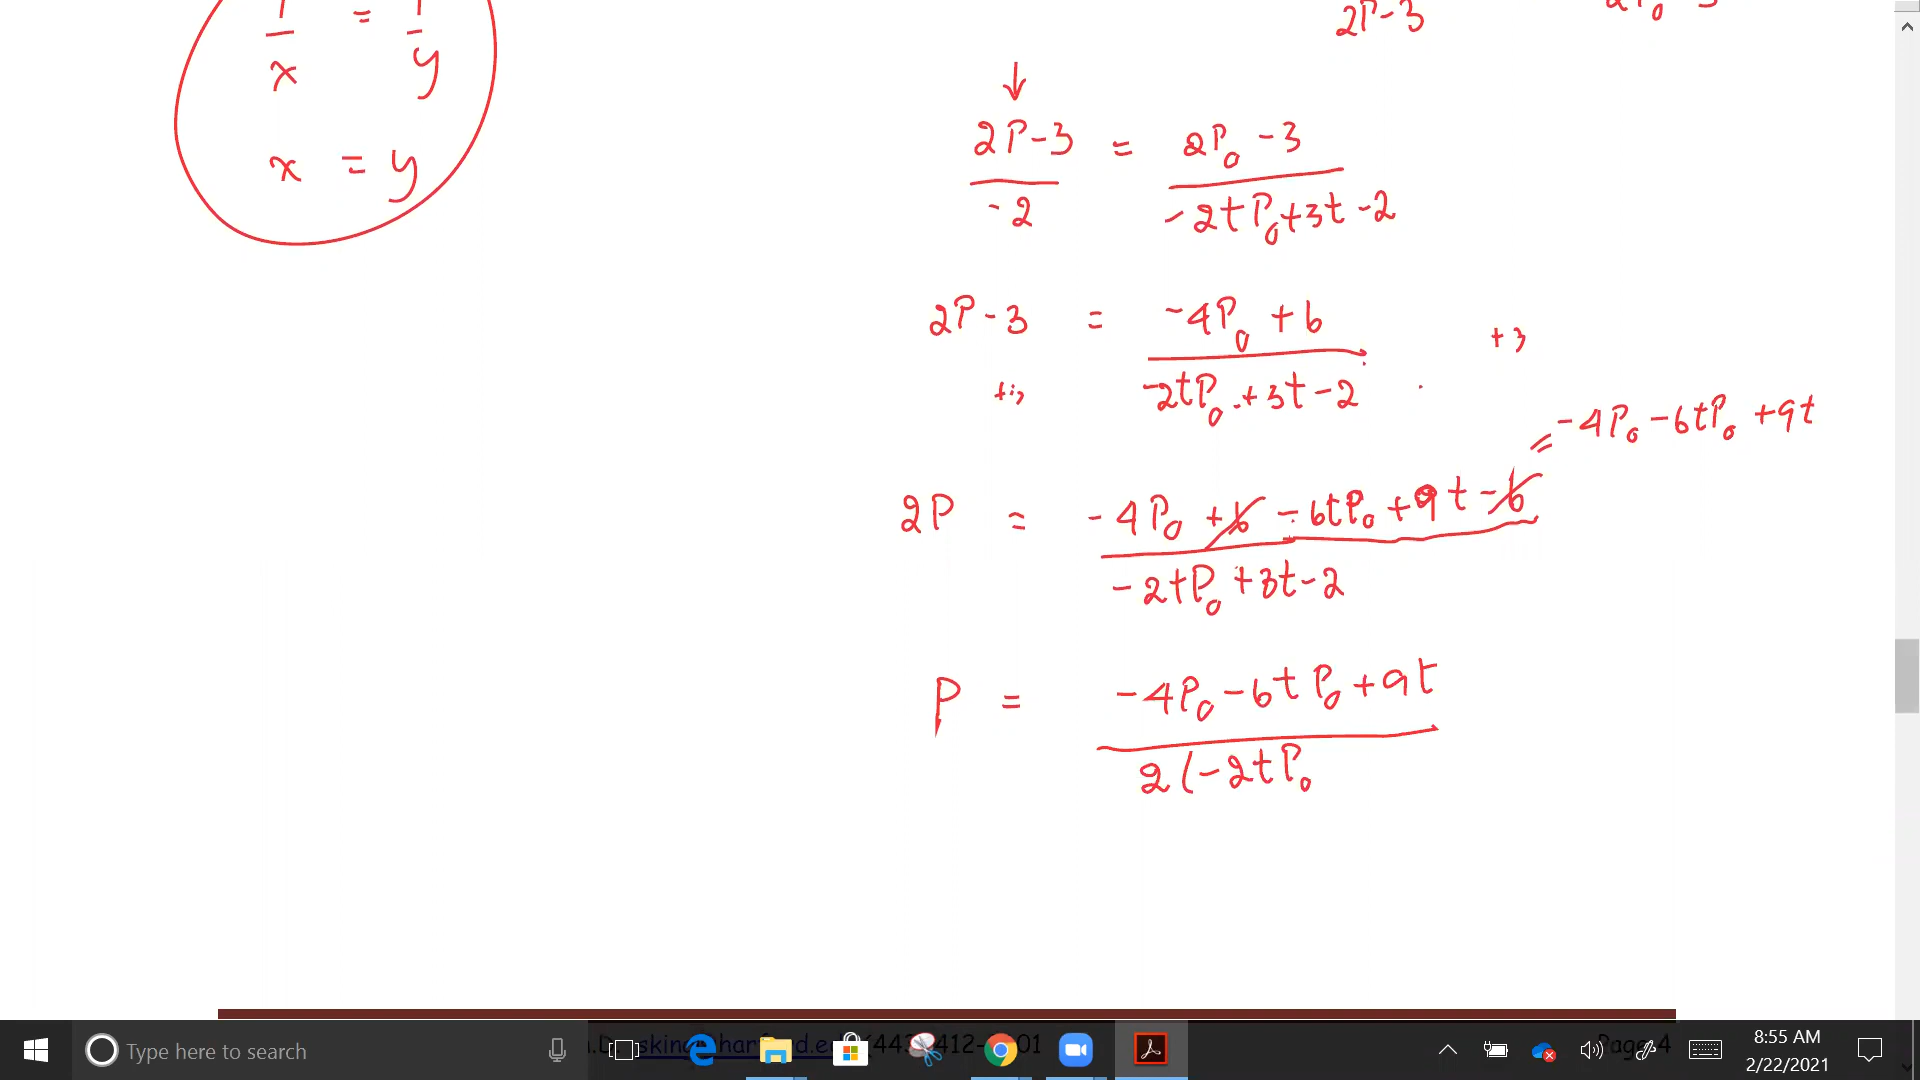 1/x = 1/y
x = y
2P-3
↓
(2P-3)/-2 = (2P₀ -3)/(-2tP₀+3t-2)
2P-3 = (-4P₀ +6)/(-2tP₀+3t-2)
+3
+3
= -4P₀ -6tP₀ +9t
2P = (-4P₀ +6 -6tP₀ +9t -6)/(-2tP₀+3t-2)
P = (-4P₀ -6tP₀ +9t)/(2(-2tP₀
Type here to search
8:55 AM
2/22/2021